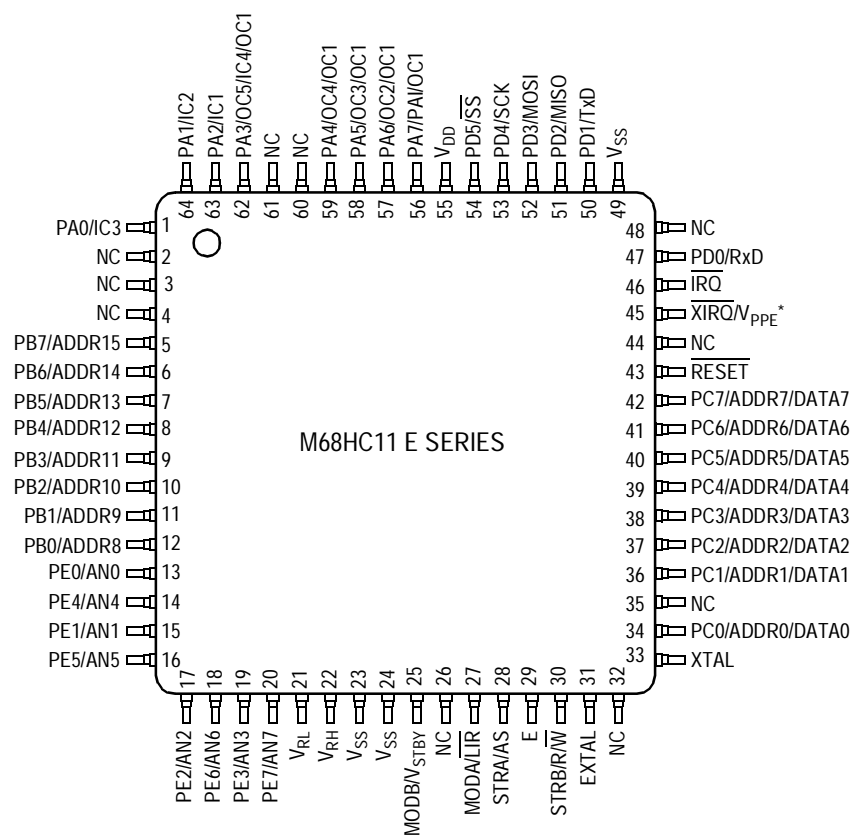 PA1/IC2
PA2/IC1
PA3/OC5/IC4/OC1
NC
NC
PA4/OC4/OC1
PA5/OC3/OC1
PA6/OC2/OC1
PA7/PAI/OC1
VDD
PD5/S̅S̅
PD4/SCK
PD3/MOSI
PD2/MISO
PD1/TxD
VSS
64
63
62
61
60
59
58
57
56
55
54
53
52
51
50
49
PA0/IC3 1
NC 2
NC 3
NC 4
PB7/ADDR15 5
PB6/ADDR14 6
PB5/ADDR13 7
PB4/ADDR12 8
PB3/ADDR11 9
PB2/ADDR10 10
PB1/ADDR9 11
PB0/ADDR8 12
PE0/AN0 13
PE4/AN4 14
PE1/AN1 15
PE5/AN5 16
M68HC11 E SERIES
48 NC
47 PD0/RxD
46 I̅R̅Q̅
45 X̅I̅R̅Q̅/VPPE*
44 NC
43 R̅E̅S̅E̅T̅
42 PC7/ADDR7/DATA7
41 PC6/ADDR6/DATA6
40 PC5/ADDR5/DATA5
39 PC4/ADDR4/DATA4
38 PC3/ADDR3/DATA3
37 PC2/ADDR2/DATA2
36 PC1/ADDR1/DATA1
35 NC
34 PC0/ADDR0/DATA0
33 XTAL
17
18
19
20
21
22
23
24
25
26
27
28
29
30
31
32
PE2/AN2
PE6/AN6
PE3/AN3
PE7/AN7
VRL
VRH
VSS
VSS
MODB/VSTBY
NC
MODA/L̅I̅R̅
STRA/AS
E
STRB/R/W̅
EXTAL
NC